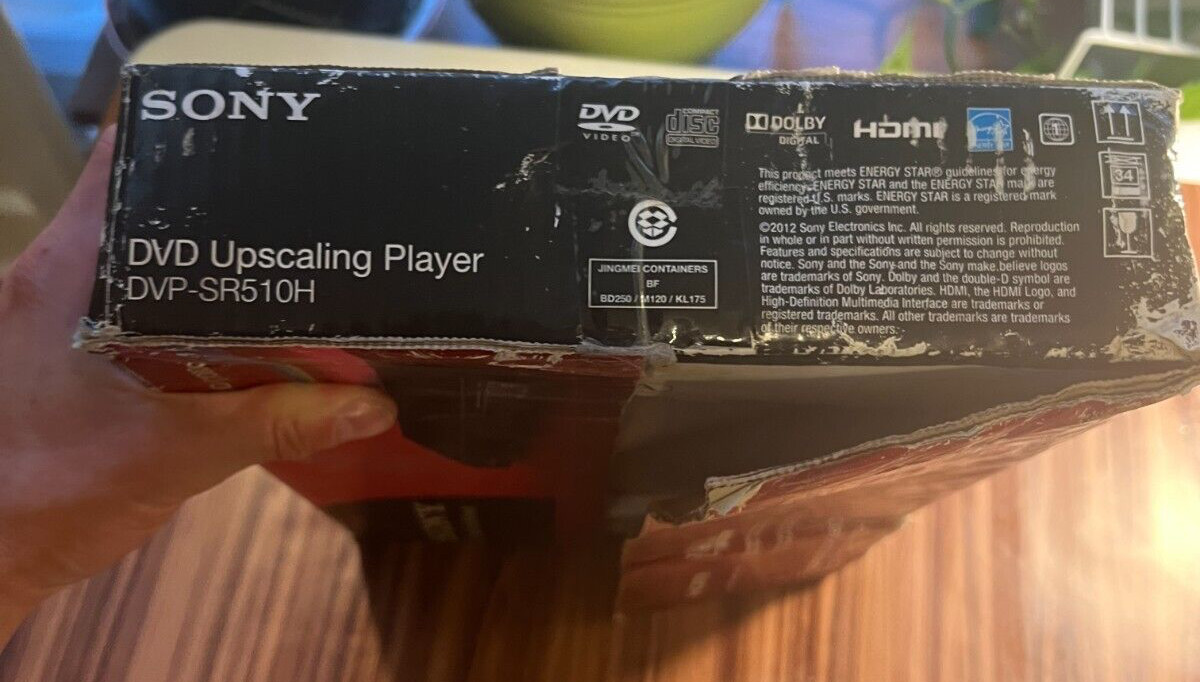 SONY
DVD Upscaling Player
DVP-SR510H
DVD
VIDEO
COMPACT
disc
DIGITAL VIDEO
JINGMEI CONTAINERS
BF
BD250 / M120 / KL175
DOLBY
DIGITAL
HDMI
1
34
This product meets ENERGY STAR® guidelines for energy
efficiency. ENERGY STAR and the ENERGY STAR mark are
registered U.S. marks. ENERGY STAR is a registered mark
owned by the U.S. government.
©2012 Sony Electronics Inc. All rights reserved. Reproduction
in whole or in part without written permission is prohibited.
Features and specifications are subject to change without
notice. Sony and the Sony and the Sony make.believe logos
are trademarks of Sony. Dolby and the double-D symbol are
trademarks of Dolby Laboratories. HDMI, the HDMI Logo, and
High-Definition Multimedia Interface are trademarks or
registered trademarks. All other trademarks are trademarks
of their respective owners.